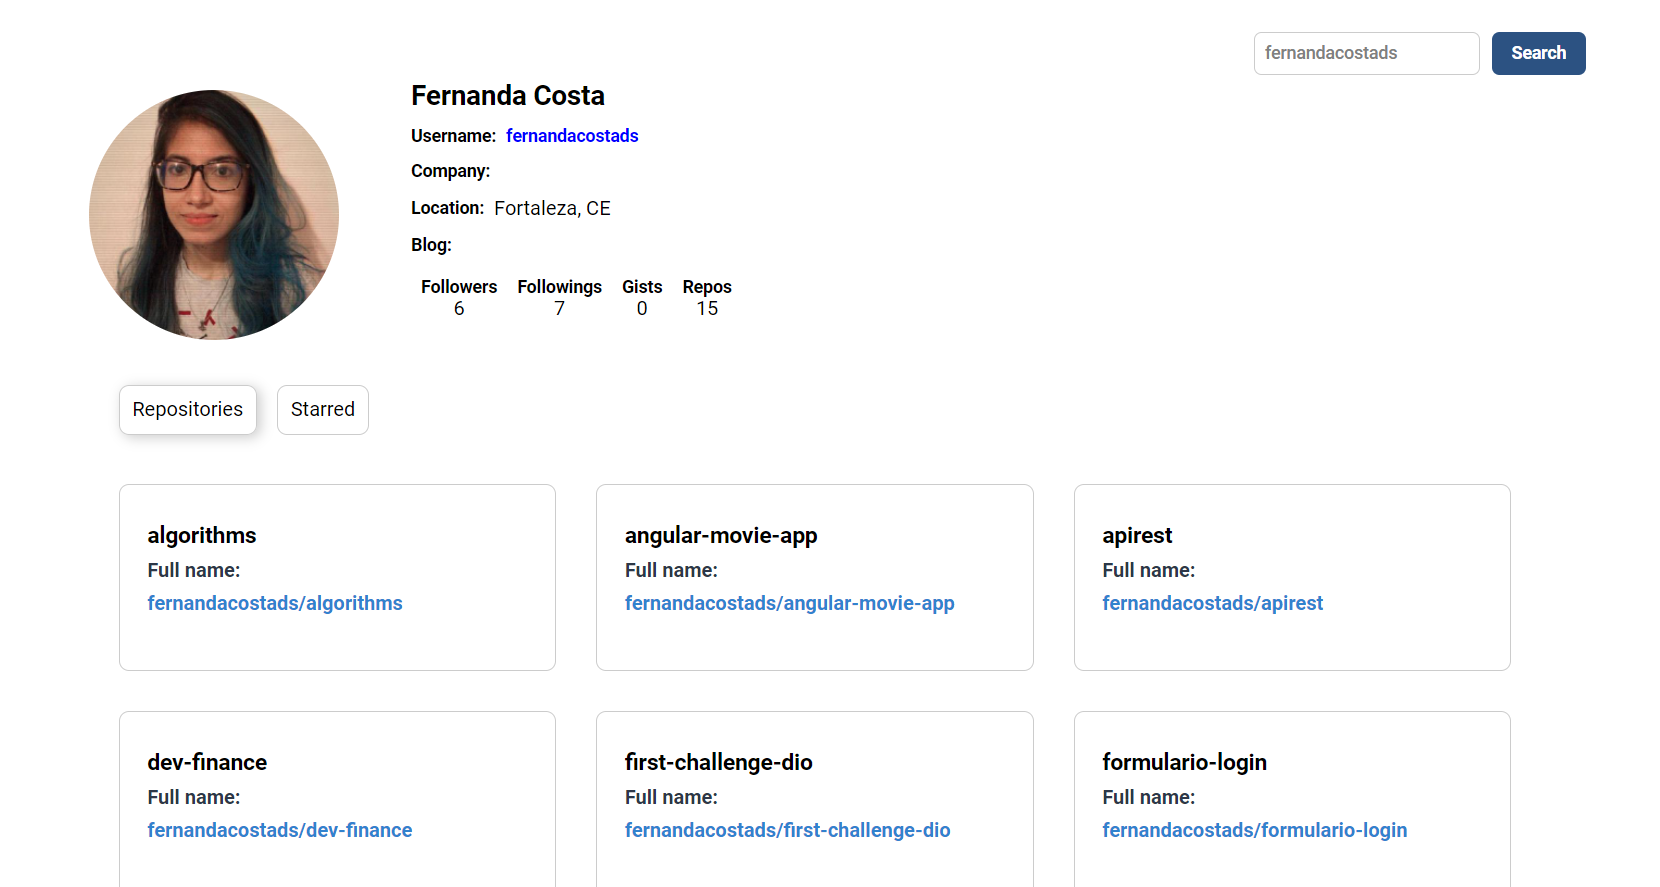 fernandacostads
Search
Fernanda Costa
Username: fernandacostads
Company:
Location: Fortaleza, CE
Blog:
Followers Followings Gists Repos
6 7 0 15
Repositories Starred
algorithms
Full name:
fernandacostads/algorithms
angular-movie-app
Full name:
fernandacostads/angular-movie-app
apirest
Full name:
fernandacostads/apirest
dev-finance
Full name:
fernandacostads/dev-finance
first-challenge-dio
Full name:
fernandacostads/first-challenge-dio
formulario-login
Full name:
fernandacostads/formulario-login